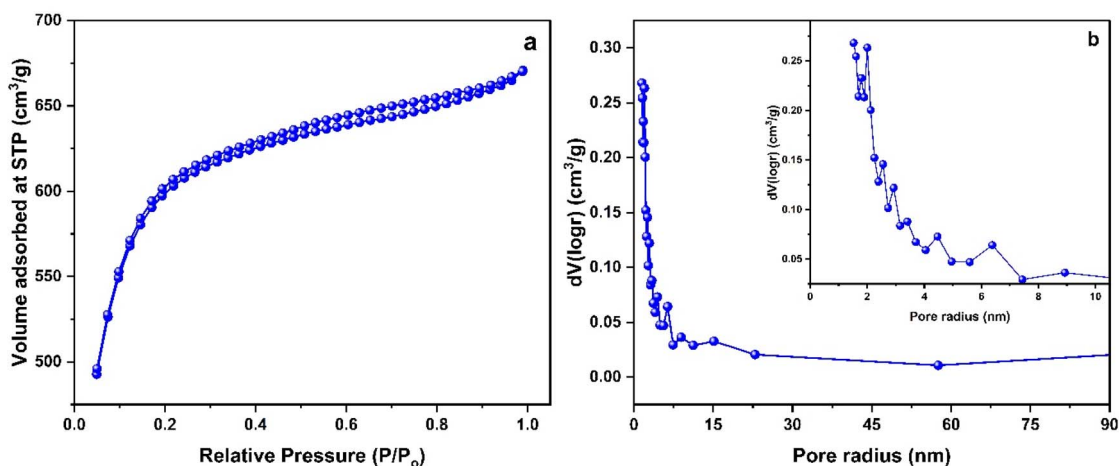 a
Volume adsorbed at STP (cm³/g)
700
650
600
550
500
0.0 0.2 0.4 0.6 0.8 1.0
Relative Pressure (P/Pₒ)
b
dV(logr) (cm³/g)
0.30
0.25
0.20
0.15
0.10
0.05
0.00
0 15 30 45 60 75 90
Pore radius (nm)
dV(logr) (cm³/g)
0.25
0.20
0.15
0.10
0.05
0 2 4 6 8 10
Pore radius (nm)